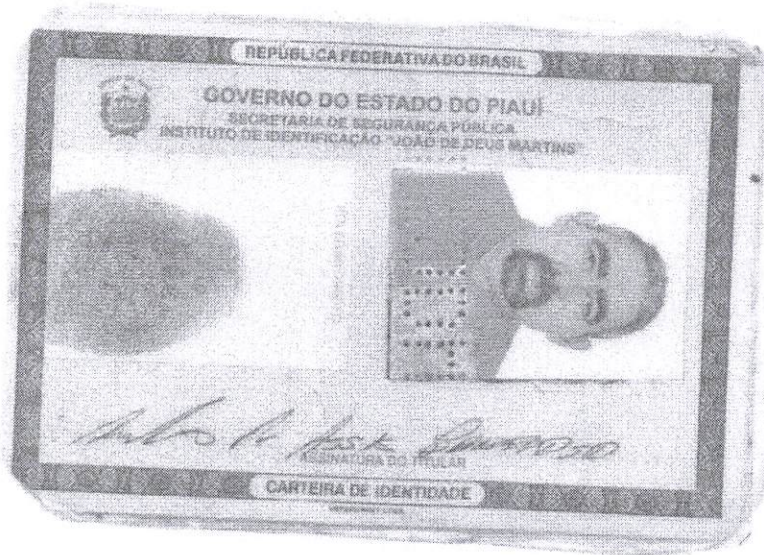 REPÚBLICA FEDERATIVA DO BRASIL
GOVERNO DO ESTADO DO PIAUÍ
SECRETARIA DE SEGURANÇA PÚBLICA
INSTITUTO DE IDENTIFICAÇÃO "JOÃO DE DEUS MARTINS"
ASSINATURA DO TITULAR
CARTEIRA DE IDENTIDADE